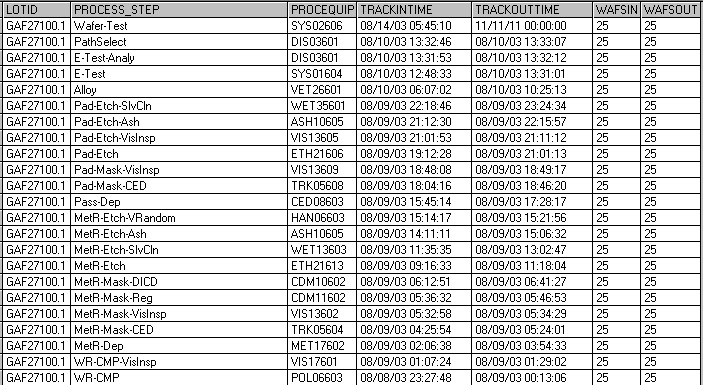 LOTID PROCESS_STEP PROCEQUIP TRACKINTIME TRACKOUTTIME WAFSIN WAFSOUT
GAF27100.1 Wafer-Test SYS02606 08/14/03 05:45:10 11/11/11 00:00:00 25 25
GAF27100.1 PathSelect DIS03601 08/10/03 13:32:46 08/10/03 13:33:07 25 25
GAF27100.1 E-Test-Analy DIS03601 08/10/03 13:31:53 08/10/03 13:32:12 25 25
GAF27100.1 E-Test SYS01604 08/10/03 12:48:33 08/10/03 13:31:01 25 25
GAF27100.1 Alloy VET26601 08/10/03 06:07:02 08/10/03 10:25:13 25 25
GAF27100.1 Pad-Etch-SlvCln WET35601 08/09/03 22:18:46 08/09/03 23:24:34 25 25
GAF27100.1 Pad-Etch-Ash ASH10605 08/09/03 21:12:30 08/09/03 22:15:57 25 25
GAF27100.1 Pad-Etch-VisInsp VIS13605 08/09/03 21:01:53 08/09/03 21:11:12 25 25
GAF27100.1 Pad-Etch ETH21606 08/09/03 19:12:28 08/09/03 21:01:13 25 25
GAF27100.1 Pad-Mask-VisInsp VIS13609 08/09/03 18:48:08 08/09/03 18:49:17 25 25
GAF27100.1 Pad-Mask-CED TRK05608 08/09/03 18:04:16 08/09/03 18:46:20 25 25
GAF27100.1 Pass-Dep CED08603 08/09/03 15:45:14 08/09/03 17:28:17 25 25
GAF27100.1 MetR-Etch-VRandom HAN06603 08/09/03 15:14:17 08/09/03 15:21:56 25 25
GAF27100.1 MetR-Etch-Ash ASH10605 08/09/03 14:11:11 08/09/03 15:06:32 25 25
GAF27100.1 MetR-Etch-SlvCln WET13603 08/09/03 11:35:35 08/09/03 13:02:47 25 25
GAF27100.1 MetR-Etch ETH21613 08/09/03 09:16:33 08/09/03 11:18:04 25 25
GAF27100.1 MetR-Mask-DICD CDM10602 08/09/03 06:12:51 08/09/03 06:41:27 25 25
GAF27100.1 MetR-Mask-Reg CDM11602 08/09/03 05:36:32 08/09/03 05:46:53 25 25
GAF27100.1 MetR-Mask-VisInsp VIS13602 08/09/03 05:32:58 08/09/03 05:34:29 25 25
GAF27100.1 MetR-Mask-CED TRK05604 08/09/03 04:25:54 08/09/03 05:24:01 25 25
GAF27100.1 MetR-Dep MET17602 08/09/03 02:06:38 08/09/03 03:54:33 25 25
GAF27100.1 WR-CMP-VisInsp VIS17601 08/09/03 01:07:24 08/09/03 01:29:02 25 25
GAF27100.1 WR-CMP POL06603 08/08/03 23:27:48 08/09/03 00:13:06 25 25